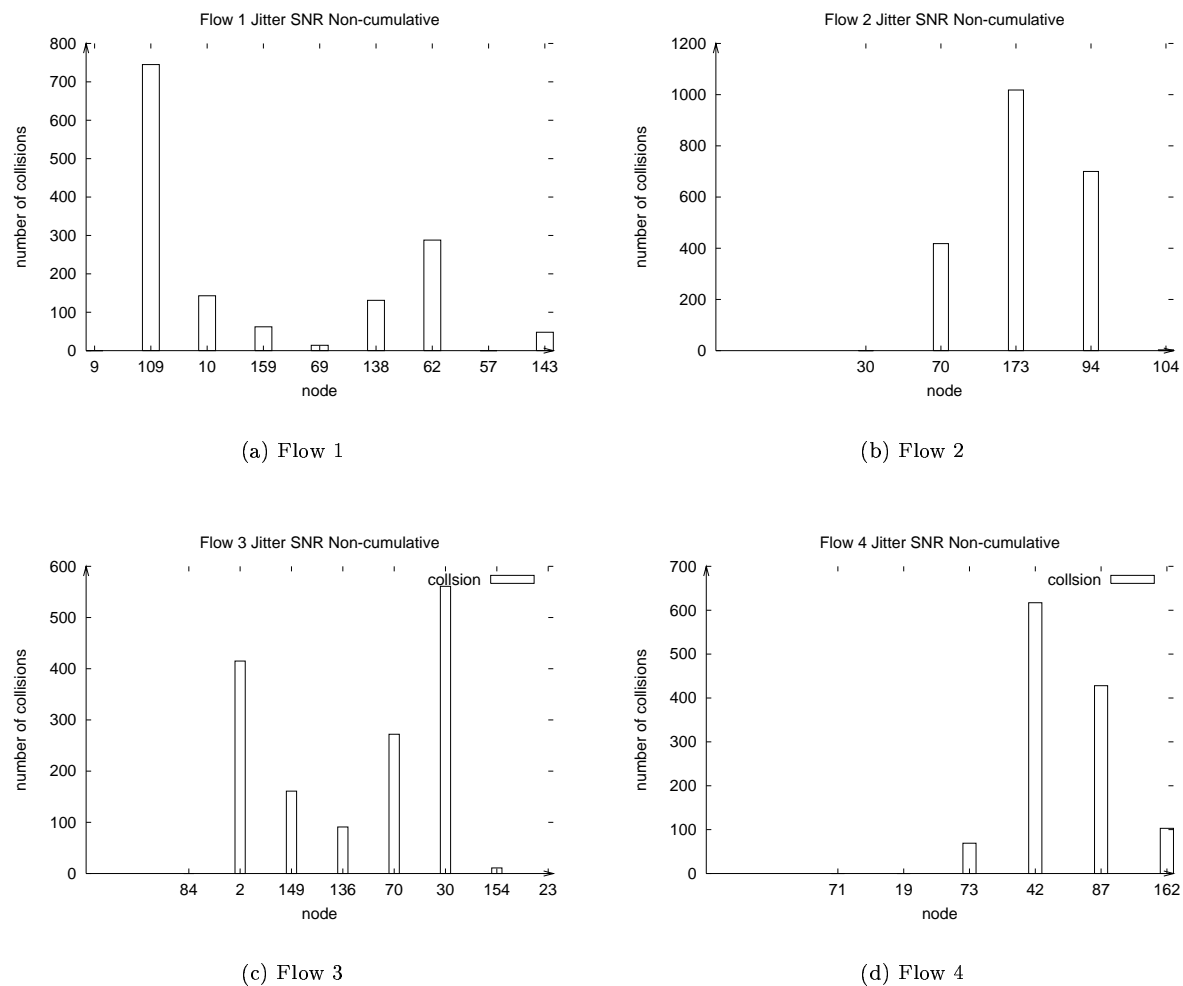 Flow 1 Jitter SNR Non-cumulative
800
700
600
500
400
300
200
100
0
number of collisions
9 109 10 159 69 138 62 57 143
node
(a) Flow 1
Flow 2 Jitter SNR Non-cumulative
1200
1000
800
600
400
200
0
number of collisions
30 70 173 94 104
node
(b) Flow 2
Flow 3 Jitter SNR Non-cumulative
600
500
400
300
200
100
0
number of collisions
collsion
84 2 149 136 70 30 154 23
node
(c) Flow 3
Flow 4 Jitter SNR Non-cumulative
700
600
500
400
300
200
100
0
number of collisions
collsion
71 19 73 42 87 162
node
(d) Flow 4